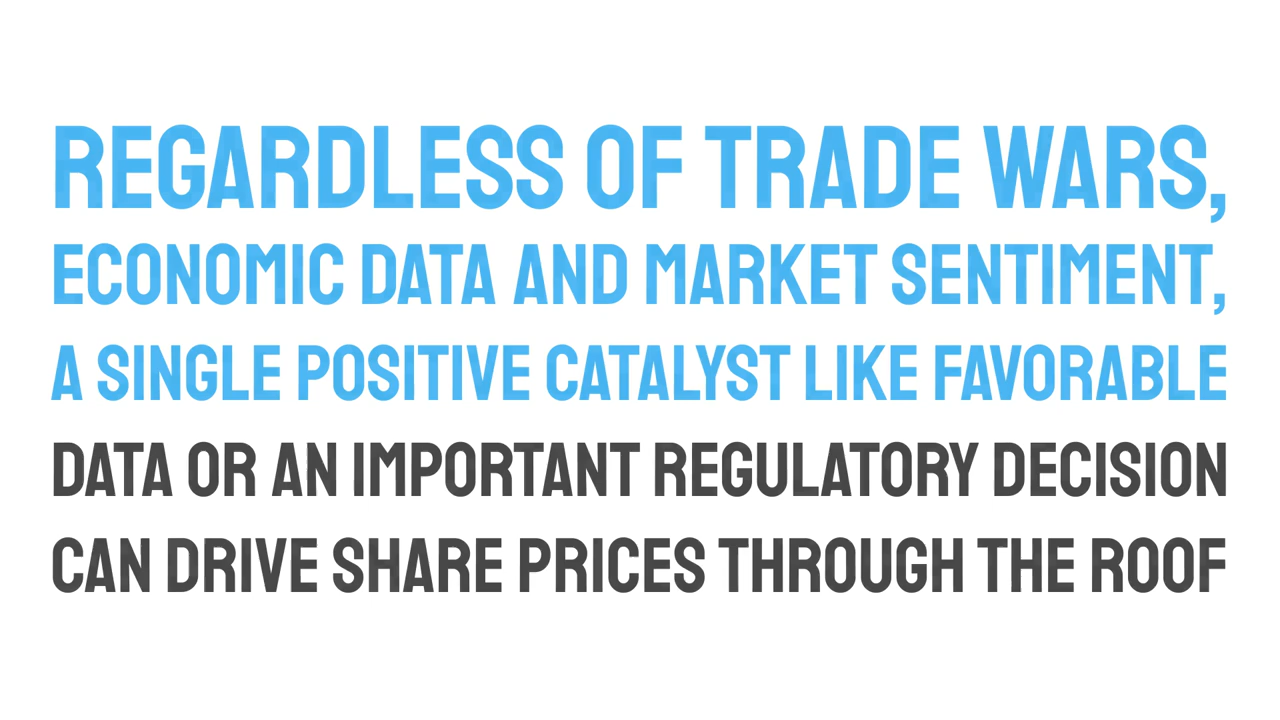 REGARDLESS OF TRADE WARS,
ECONOMIC DATA AND MARKET SENTIMENT,
A SINGLE POSITIVE CATALYST LIKE FAVORABLE
DATA OR AN IMPORTANT REGULATORY DECISION
CAN DRIVE SHARE PRICES THROUGH THE ROOF